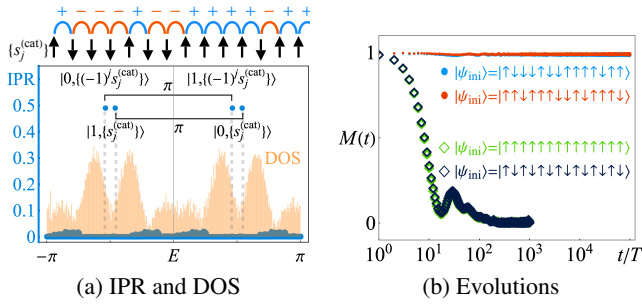 + − − − + − − + + + + − + +
{s_j^(cat)} ↑ ↓ ↓ ↓ ↑ ↓ ↓ ↑ ↑ ↑ ↑ ↓ ↑ ↑
IPR
|0,{(-1)^j s_j^(cat)}⟩ |1,{(-1)^j s_j^(cat)}⟩
π
0.5
|1,{s_j^(cat)}⟩ π |0,{s_j^(cat)}⟩
0.4
0.3
DOS
0.2
0.1
0
−π E π
(a) IPR and DOS
1
|ψ_ini⟩=|↑↓↓↓↑↓↓↑↑↑↑↓↑↑⟩
|ψ_ini⟩=|↑↑↓↑↑↑↓↓↑↓↑↑↑↓⟩
M(t)
|ψ_ini⟩=|↑↑↑↑↑↑↑↑↑↑↑↑↑↑⟩
|ψ_ini⟩=|↑↓↑↓↑↓↑↓↑↓↑↓↑↓⟩
0
10^0 10^1 10^2 10^3 10^4 t/T
(b) Evolutions